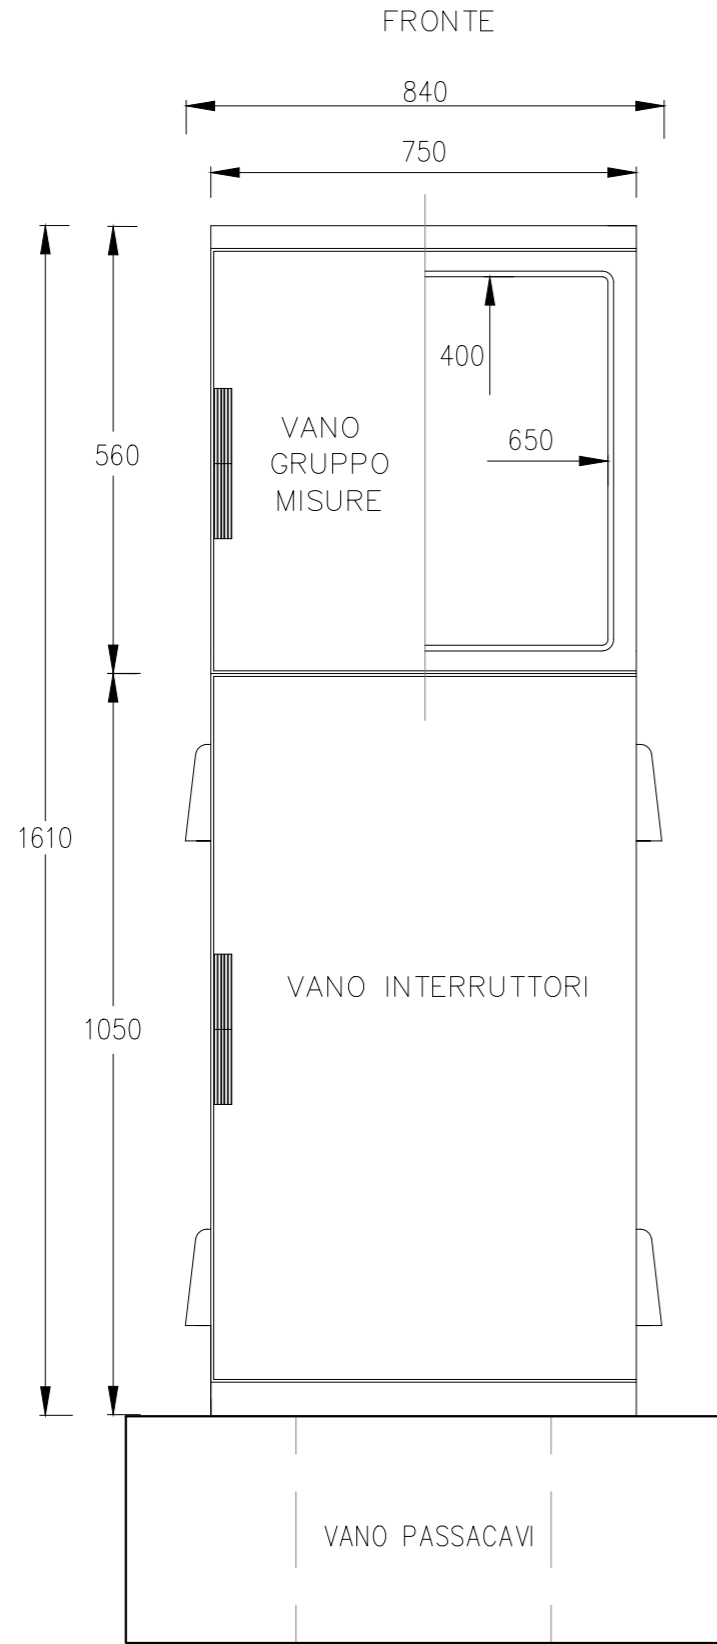 FRONTE
840
750
400
650
VANO
GRUPPO
MISURE
560
1610
VANO INTERRUTTORI
1050
VANO PASSACAVI